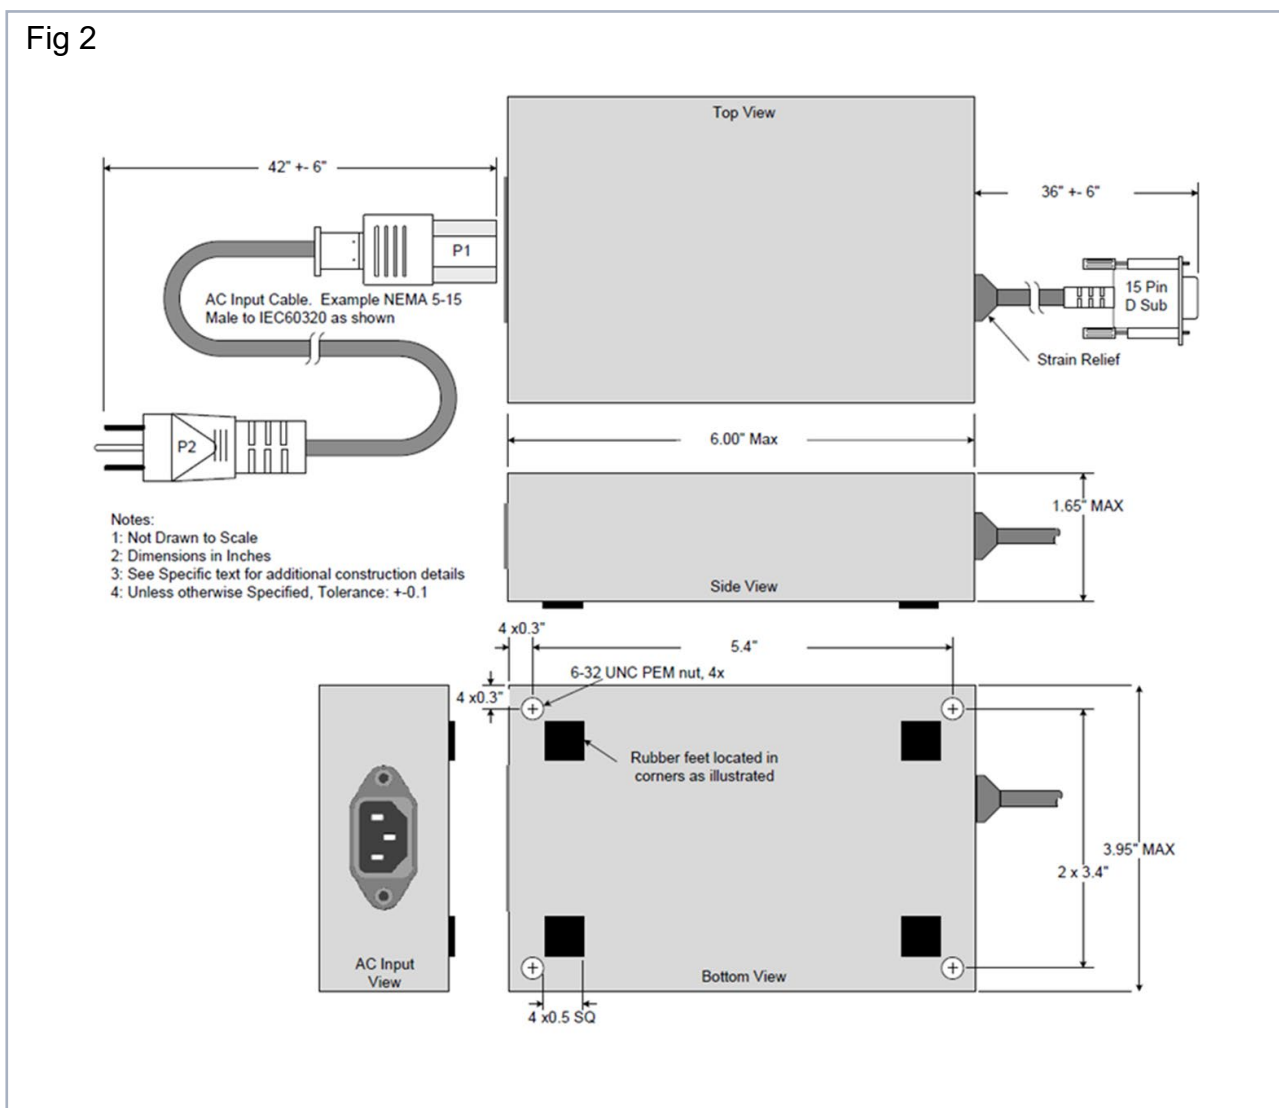 Fig 2
Top View
42" +- 6"
36" +- 6"
P1
15 Pin
D Sub
AC Input Cable.  Example NEMA 5-15
Male to IEC60320 as shown
Strain Relief
6.00" Max
P2
1.65" MAX
Notes:
1: Not Drawn to Scale
2: Dimensions in Inches
3: See Specific text for additional construction details
4: Unless otherwise Specified, Tolerance: +-0.1
Side View
4 x0.3"
5.4"
6-32 UNC PEM nut, 4x
4 x0.3"
Rubber feet located in
corners as illustrated
3.95" MAX
2 x 3.4"
AC Input
View
Bottom View
4 x0.5 SQ